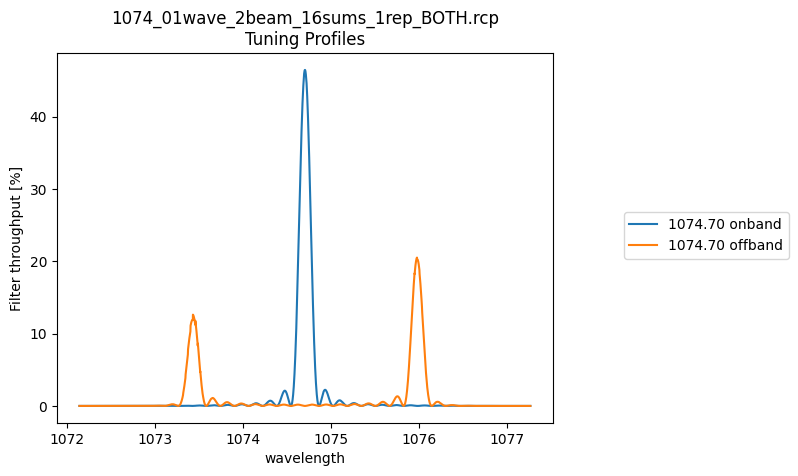 1074_01wave_2beam_16sums_1rep_BOTH.rcp
Tuning Profiles
Filter throughput [%]
40
30
20
10
0
1072 1073 1074 1075 1076 1077
wavelength
1074.70 onband
1074.70 offband